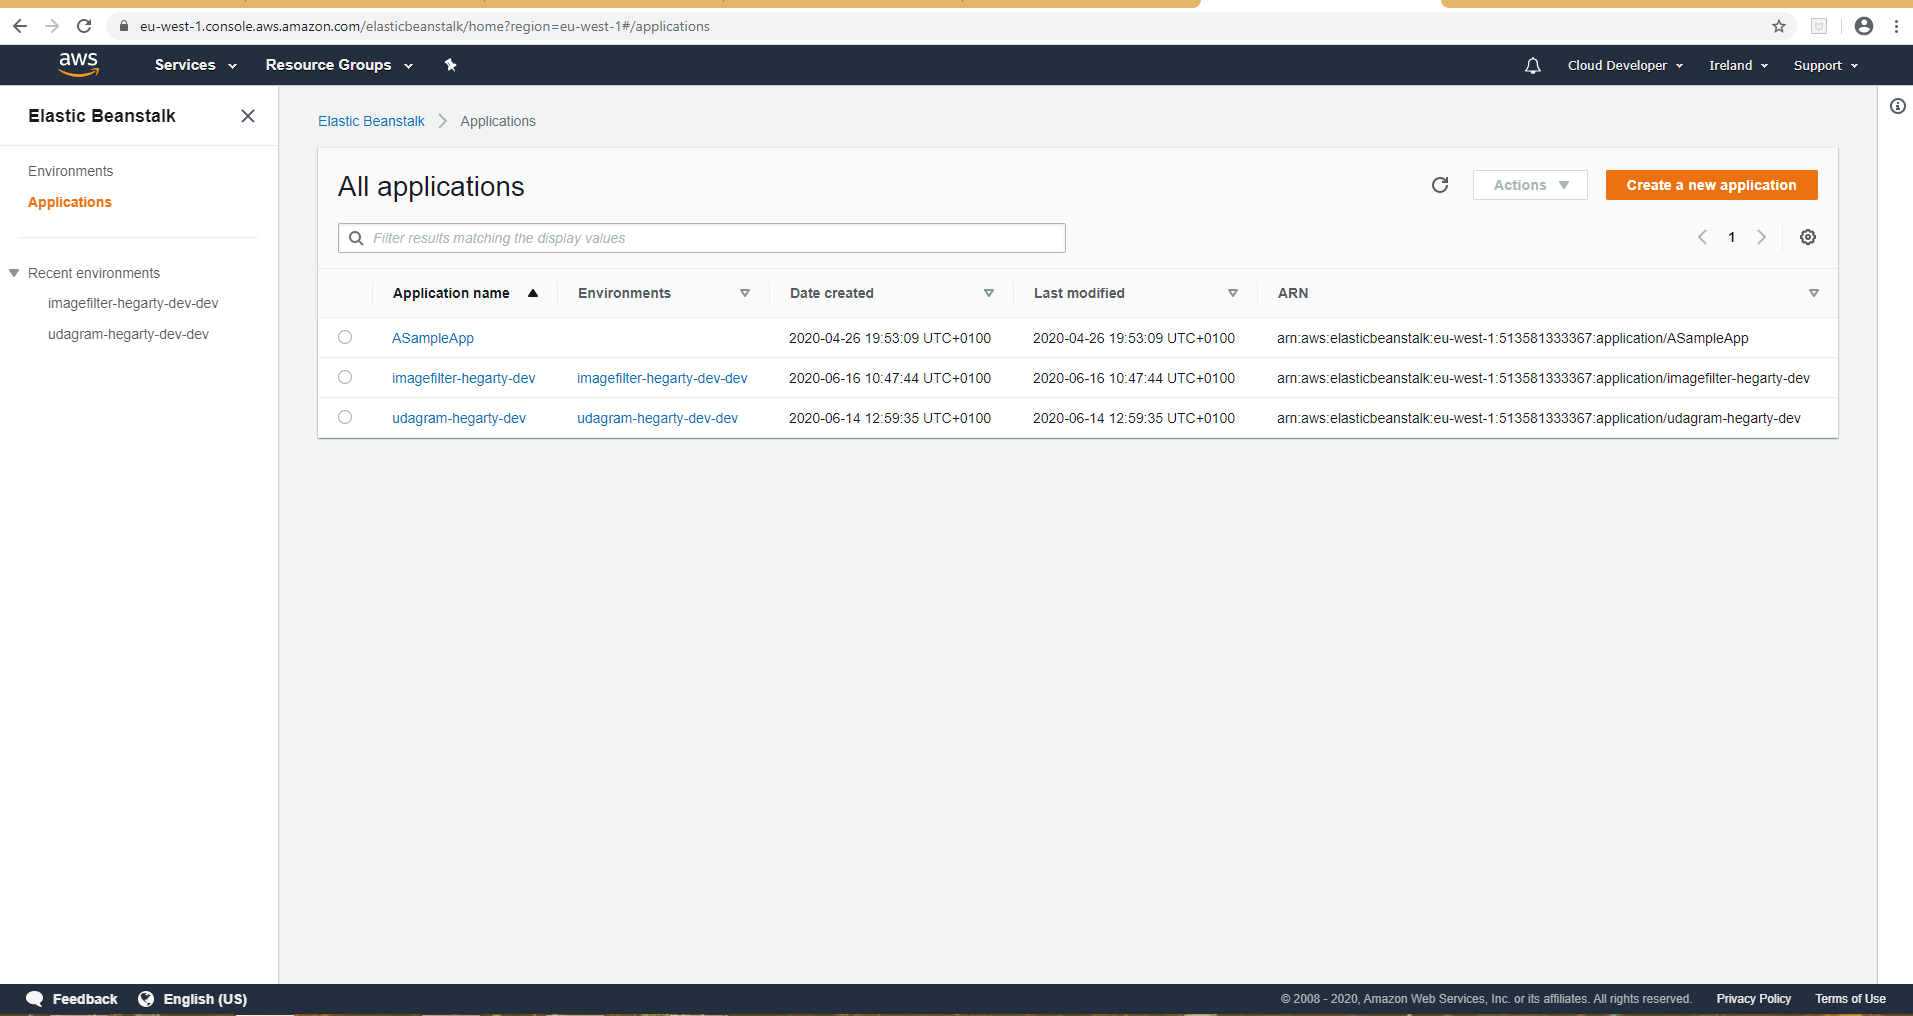 eu-west-1.console.aws.amazon.com/elasticbeanstalk/home?region=eu-west-1#/applications
aws Services Resource Groups Cloud Developer Ireland Support
Elastic Beanstalk
Environments
Applications
Recent environments
imagefilter-hegarty-dev-dev
udagram-hegarty-dev-dev
Elastic Beanstalk Applications
All applications Actions Create a new application
Filter results matching the display values 1
Application name Environments Date created Last modified ARN
ASampleApp 2020-04-26 19:53:09 UTC+0100 2020-04-26 19:53:09 UTC+0100 arn:aws:elasticbeanstalk:eu-west-1:513581333367:application/ASampleApp
imagefilter-hegarty-dev imagefilter-hegarty-dev-dev 2020-06-16 10:47:44 UTC+0100 2020-06-16 10:47:44 UTC+0100 arn:aws:elasticbeanstalk:eu-west-1:513581333367:application/imagefilter-hegarty-dev
udagram-hegarty-dev udagram-hegarty-dev-dev 2020-06-14 12:59:35 UTC+0100 2020-06-14 12:59:35 UTC+0100 arn:aws:elasticbeanstalk:eu-west-1:513581333367:application/udagram-hegarty-dev
Feedback English (US) © 2008 - 2020, Amazon Web Services, Inc. or its affiliates. All rights reserved. Privacy Policy Terms of Use